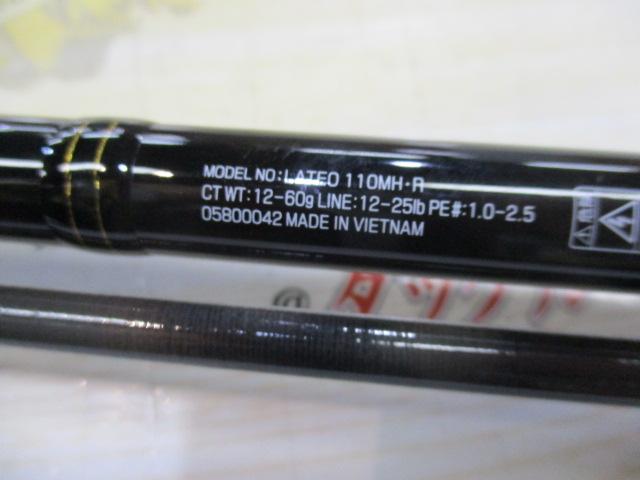 MODEL NO:LATEO 110MH・R
CT WT:12-60g LINE:12-25lb PE#:1.0-2.5
05800042 MADE IN VIETNAM